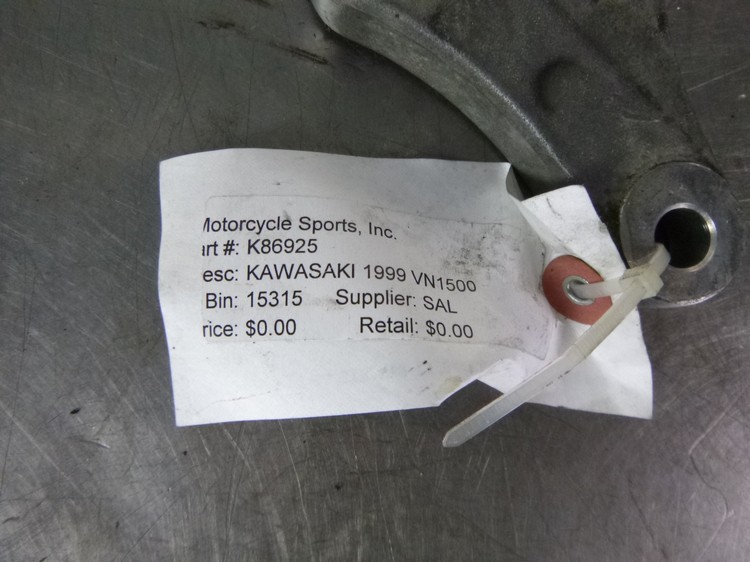 Motorcycle Sports, Inc.
art #: K86925
esc: KAWASAKI 1999 VN1500
Bin: 15315 Supplier: SAL
rice: $0.00 Retail: $0.00